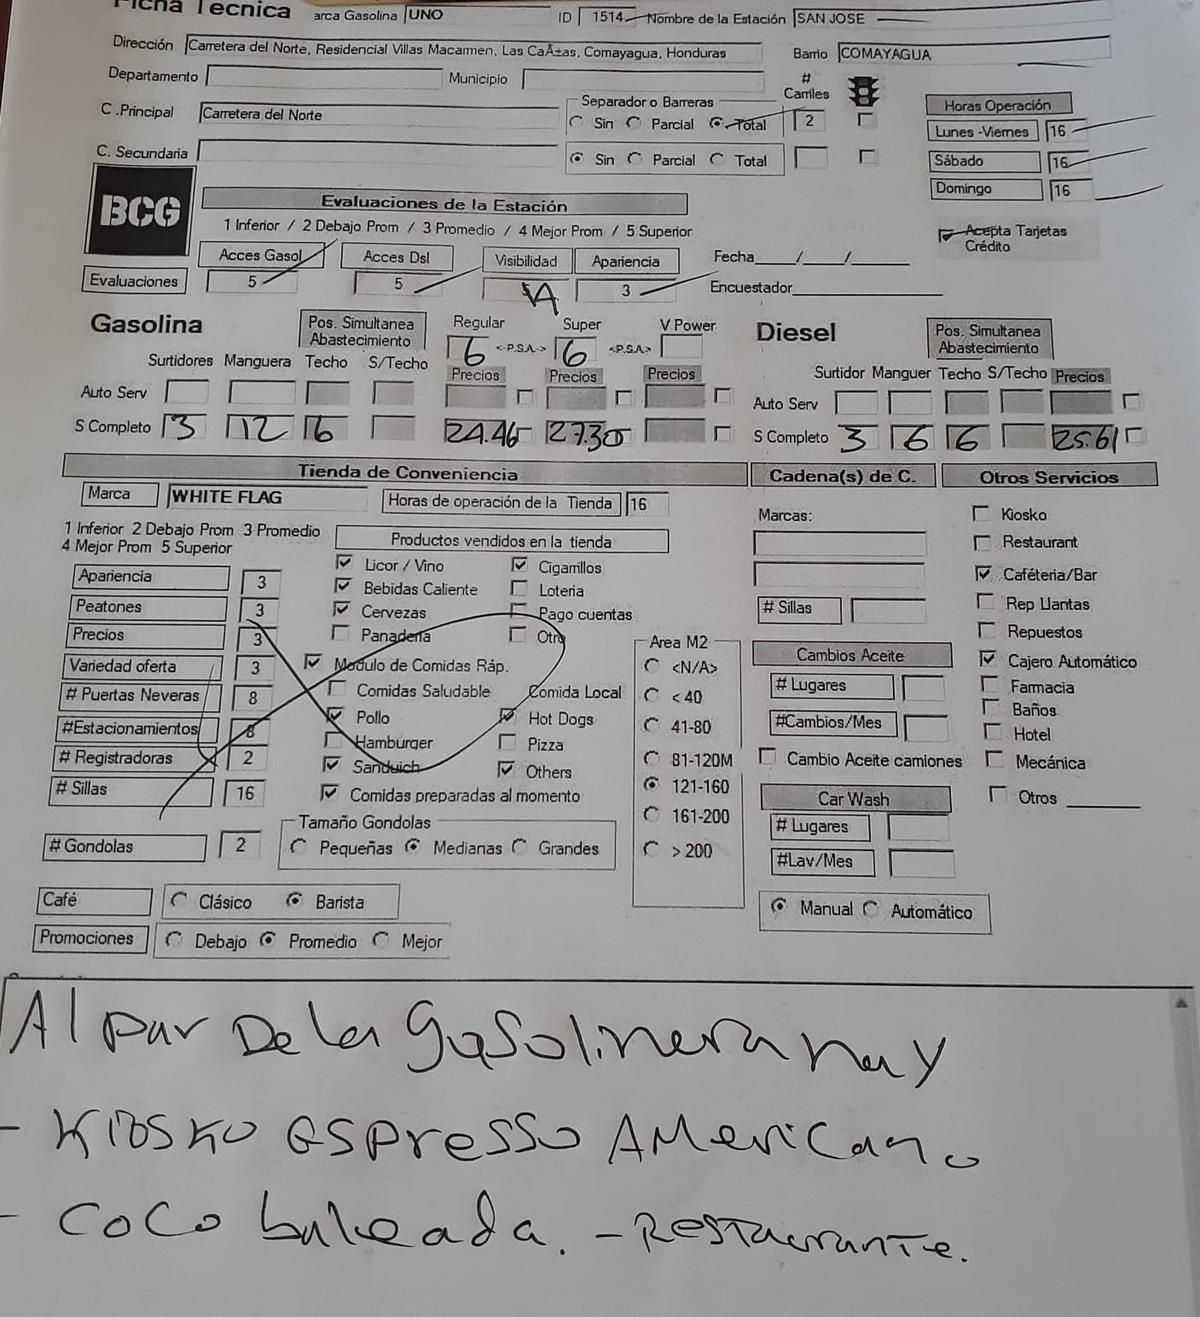 Ficha Tecnica arca Gasolina UNO ID 1514 Nombre de la Estación SAN JOSE
Dirección Carretera del Norte, Residencial Villas Macarmen, Las CaÃ±as, Comayagua, Honduras Barrio COMAYAGUA
Departamento Municipio # Carriles
C .Principal Carretera del Norte Separador o Barreras Sin Parcial Total 2
Horas Operación
Lunes -Viernes 16
C. Secundaria Sin Parcial Total
Sábado 16
Domingo 16
BCG
Evaluaciones de la Estación
1 Inferior / 2 Debajo Prom / 3 Promedio / 4 Mejor Prom / 5 Superior
Acepta Tarjetas Crédito
Acces Gasol Acces Dsl Visibilidad Apariencia Fecha___/___/___
Evaluaciones 5 5 4 3 Encuestador
Gasolina Pos. Simultanea Abastecimiento Regular Super V Power Diesel Pos. Simultanea Abastecimiento
6 <-P.S.A.-> 6 <P.S.A>
Surtidores Manguera Techo S/Techo Precios Precios Precios Surtidor Manguer Techo S/Techo Precios
Auto Serv Auto Serv
S Completo 3 12 6 24.46 27.30 S Completo 3 6 6 25.61
Tienda de Conveniencia Cadena(s) de C. Otros Servicios
Marca WHITE FLAG Horas de operación de la Tienda 16
1 Inferior 2 Debajo Prom 3 Promedio
4 Mejor Prom 5 Superior
Productos vendidos en la tienda
Apariencia 3
Peatones 3
Precios 3
Variedad oferta 3
# Puertas Neveras 8
#Estacionamientos 8
# Registradoras 2
# Sillas 16
# Gondolas 2
Licor / Vino Cigarrillos
Bebidas Caliente Loteria
Cervezas Pago cuentas
Panaderia Otro
Modulo de Comidas Ráp.
Comidas Saludable Comida Local
Pollo Hot Dogs
Hamburger Pizza
Sanduich Others
Comidas preparadas al momento
Tamaño Gondolas
Pequeñas Medianas Grandes
Area M2
<N/A>
< 40
41-80
81-120M
121-160
161-200
> 200
Marcas:
# Sillas
Cambios Aceite
# Lugares
#Cambios/Mes
Cambio Aceite camiones
Car Wash
# Lugares
#Lav/Mes
Manual Automático
Kiosko
Restaurant
Caféteria/Bar
Rep Llantas
Repuestos
Cajero Automático
Farmacia
Baños
Hotel
Mecánica
Otros
Café Clásico Barista
Promociones Debajo Promedio Mejor
Al par De la gasolinera hay
- Kiosko Espresso Americano
- Coco baleada. - Restaurante.